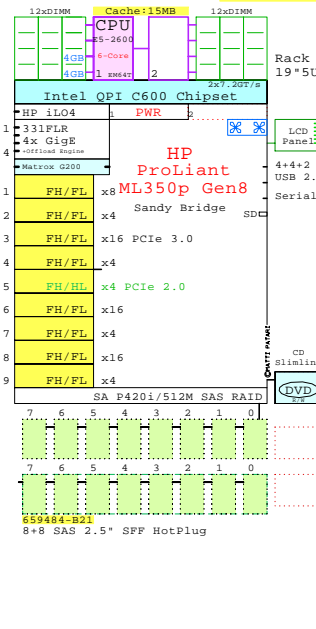 12xDIMM Cache:15MB 12xDIMM
CPU
E5-2600
4GB 6-Core
4GB 1 EM64T 2
Rack
19"5U
2x7.2GT/s
Intel QPI C600 Chipset
HP iLO4 1 PWR 2
1 331FLR
4x GigE
4 +Offload Engine
LCD
Panel
Matrox G200
HP
ProLiant
ML350p Gen8
Sandy Bridge
4+4+2
USB 2.
Serial
SD
1 FH/FL x8
2 FH/FL x4
3 FH/FL x16 PCIe 3.0
4 FH/FL x4
5 FH/HL x4 PCIe 2.0
6 FH/FL x16
7 FH/FL x4
8 FH/FL x16
9 FH/FL x4
©MATTI PATARI
CD
Slimlin
DVD
R/W
SA P420i/512M SAS RAID
7 6 5 4 3 2 1 0
7 6 5 4 3 2 1 0
659484-B21
8+8 SAS 2.5" SFF HotPlug